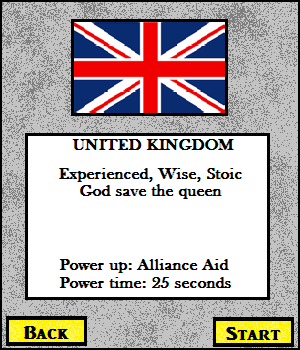 UNITED KINGDOM
Experienced, Wise, Stoic
God save the queen
Power up: Alliance Aid
Power time: 25 seconds
Back
Start